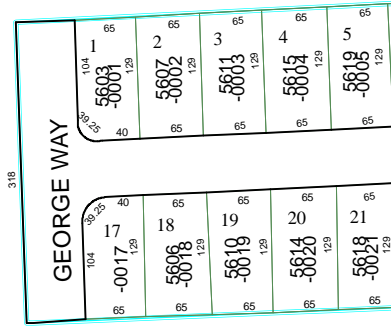 65 65 65 65
1 2 3 4 5
104 129 129 129 129
5603 5607 5611 5615 5619
-0001 -0002 -0003 -0004 -0005
39.25
40 65 65 65 65
318
GEORGE WAY
39.25 40 65 65 65 65
17 18 19 20 21
104 129 129 129 129
5606 5610 5614 5618
-0017 -0018 -0019 -0020 -0021
65 65 65 65 65